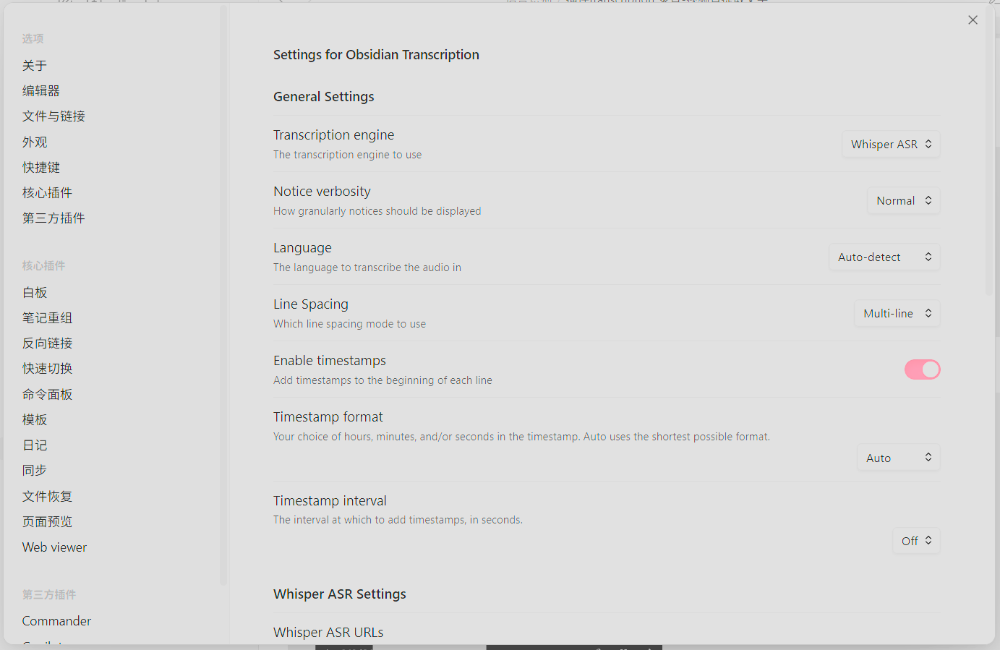 选项
关于
编辑器
文件与链接
外观
快捷键
核心插件
第三方插件
核心插件
白板
笔记重组
反向链接
快速切换
命令面板
模板
日记
同步
文件恢复
页面预览
Web viewer
第三方插件
Commander
Settings for Obsidian Transcription
General Settings
Transcription engine
The transcription engine to use
Whisper ASR
Notice verbosity
How granularly notices should be displayed
Normal
Language
The language to transcribe the audio in
Auto-detect
Line Spacing
Which line spacing mode to use
Multi-line
Enable timestamps
Add timestamps to the beginning of each line
Timestamp format
Your choice of hours, minutes, and/or seconds in the timestamp. Auto uses the shortest possible format.
Auto
Timestamp interval
The interval at which to add timestamps, in seconds.
Off
Whisper ASR Settings
Whisper ASR URLs